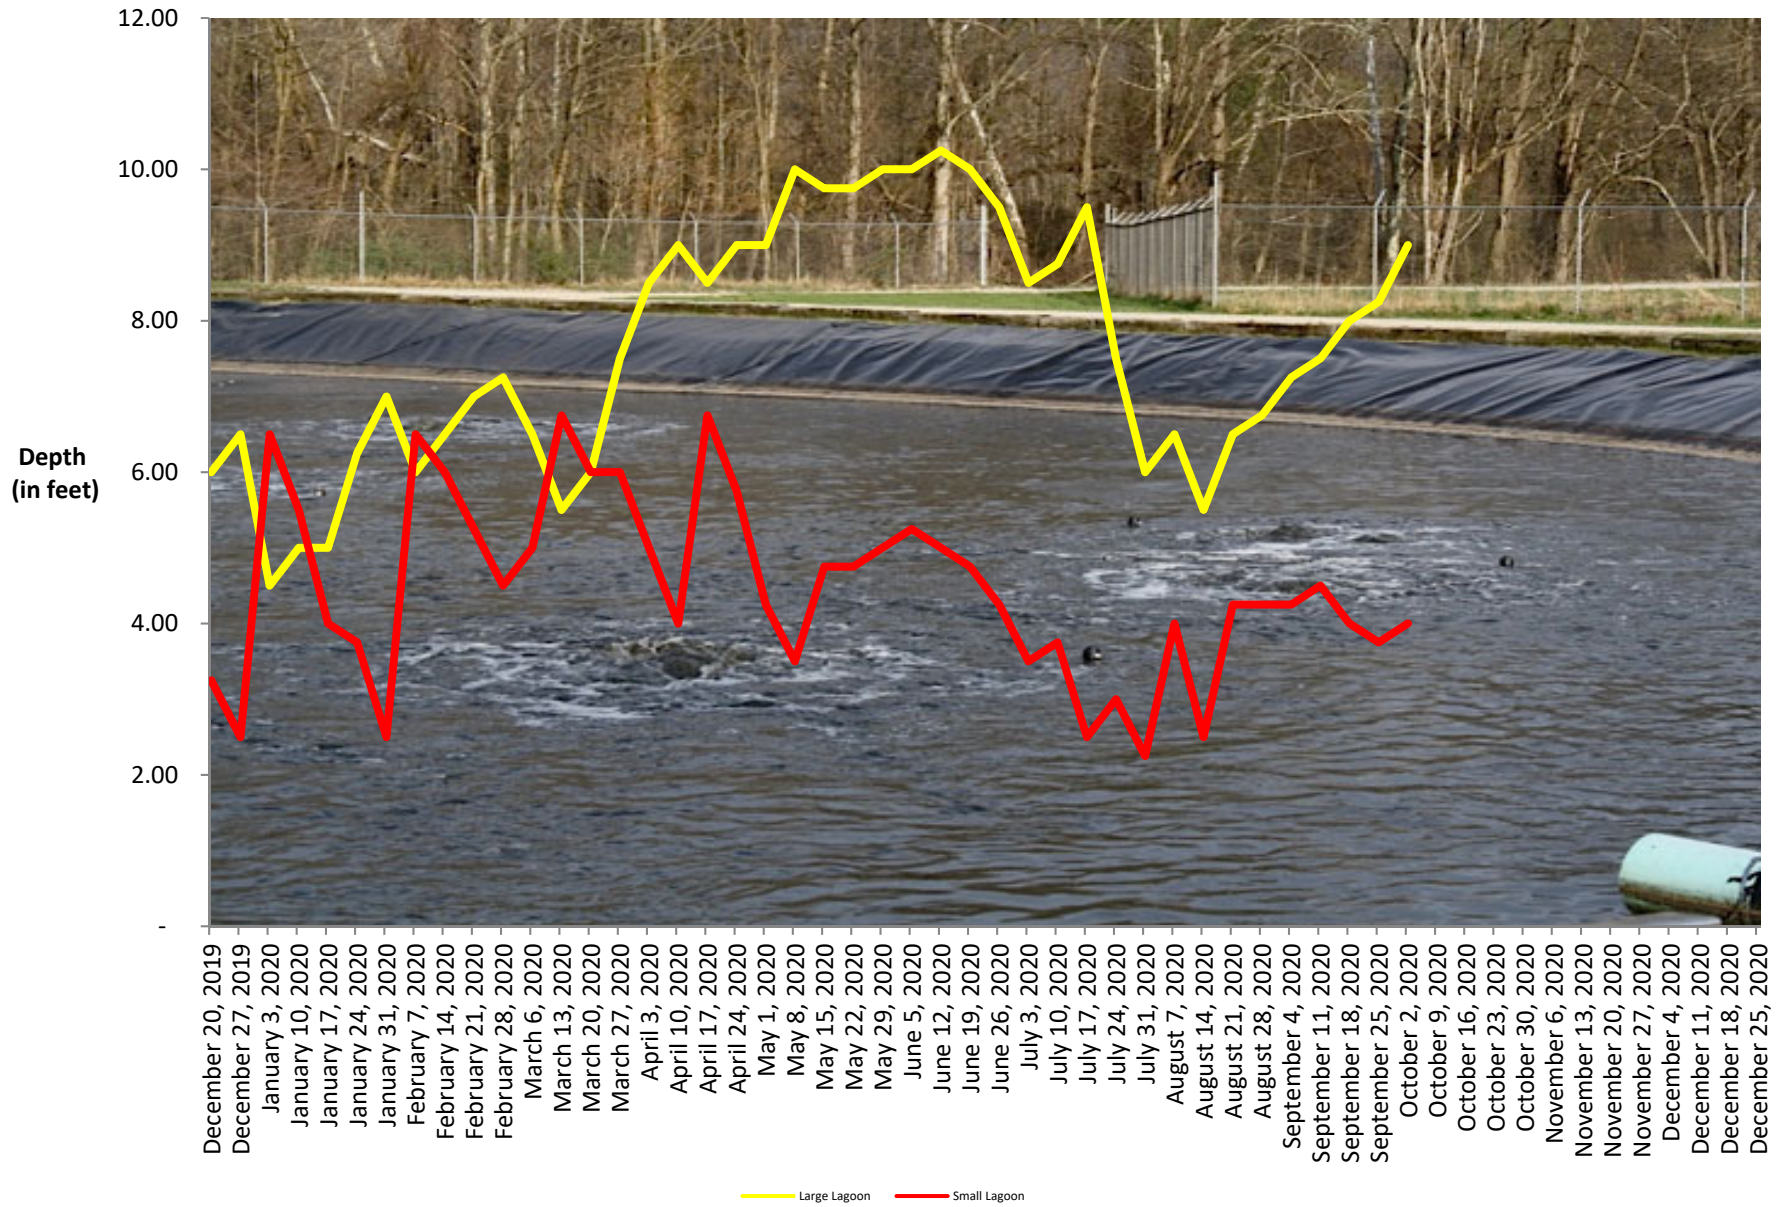 12.00
10.00
8.00
6.00
4.00
2.00
-
Depth
(in feet)
December 20, 2019
December 27, 2019
January 3, 2020
January 10, 2020
January 17, 2020
January 24, 2020
January 31, 2020
February 7, 2020
February 14, 2020
February 21, 2020
February 28, 2020
March 6, 2020
March 13, 2020
March 20, 2020
March 27, 2020
April 3, 2020
April 10, 2020
April 17, 2020
April 24, 2020
May 1, 2020
May 8, 2020
May 15, 2020
May 22, 2020
May 29, 2020
June 5, 2020
June 12, 2020
June 19, 2020
June 26, 2020
July 3, 2020
July 10, 2020
July 17, 2020
July 24, 2020
July 31, 2020
August 7, 2020
August 14, 2020
August 21, 2020
August 28, 2020
September 4, 2020
September 11, 2020
September 18, 2020
September 25, 2020
October 2, 2020
October 9, 2020
October 16, 2020
October 23, 2020
October 30, 2020
November 6, 2020
November 13, 2020
November 20, 2020
November 27, 2020
December 4, 2020
December 11, 2020
December 18, 2020
December 25, 2020
Large Lagoon
Small Lagoon